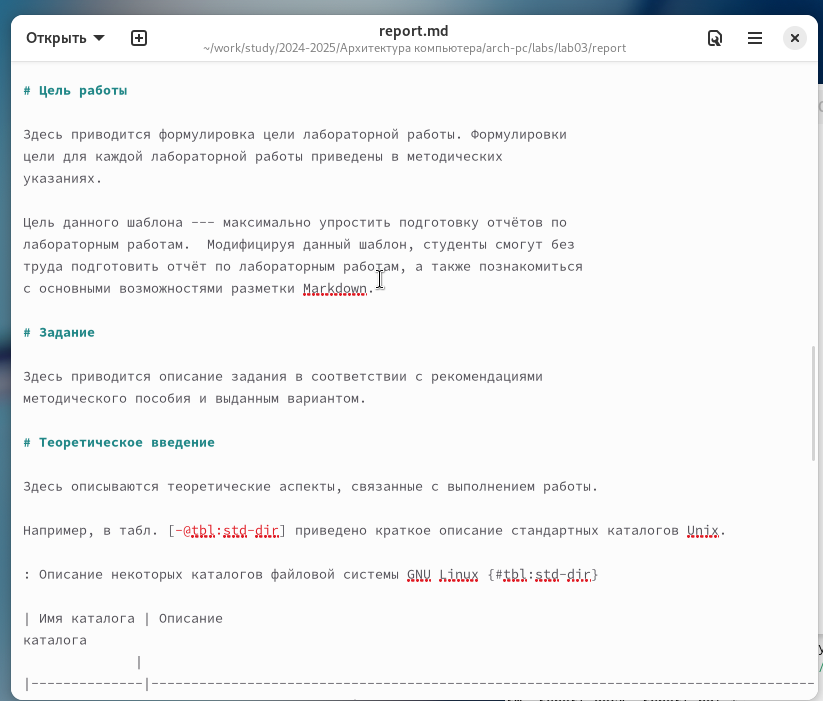 Открыть
report.md
~/work/study/2024-2025/Архитектура компьютера/arch-pc/labs/lab03/report
# Цель работы
Здесь приводится формулировка цели лабораторной работы. Формулировки
цели для каждой лабораторной работы приведены в методических
указаниях.
Цель данного шаблона --- максимально упростить подготовку отчётов по
лабораторным работам.  Модифицируя данный шаблон, студенты смогут без
труда подготовить отчёт по лабораторным работам, а также познакомиться
с основными возможностями разметки Markdown.
# Задание
Здесь приводится описание задания в соответствии с рекомендациями
методического пособия и выданным вариантом.
# Теоретическое введение
Здесь описываются теоретические аспекты, связанные с выполнением работы.
Например, в табл. [-@tbl:std-dir] приведено краткое описание стандартных каталогов Unix.
: Описание некоторых каталогов файловой системы GNU Linux {#tbl:std-dir}
| Имя каталога | Описание
каталога
|
|--------------|-----------------------------------------------------------------------------------